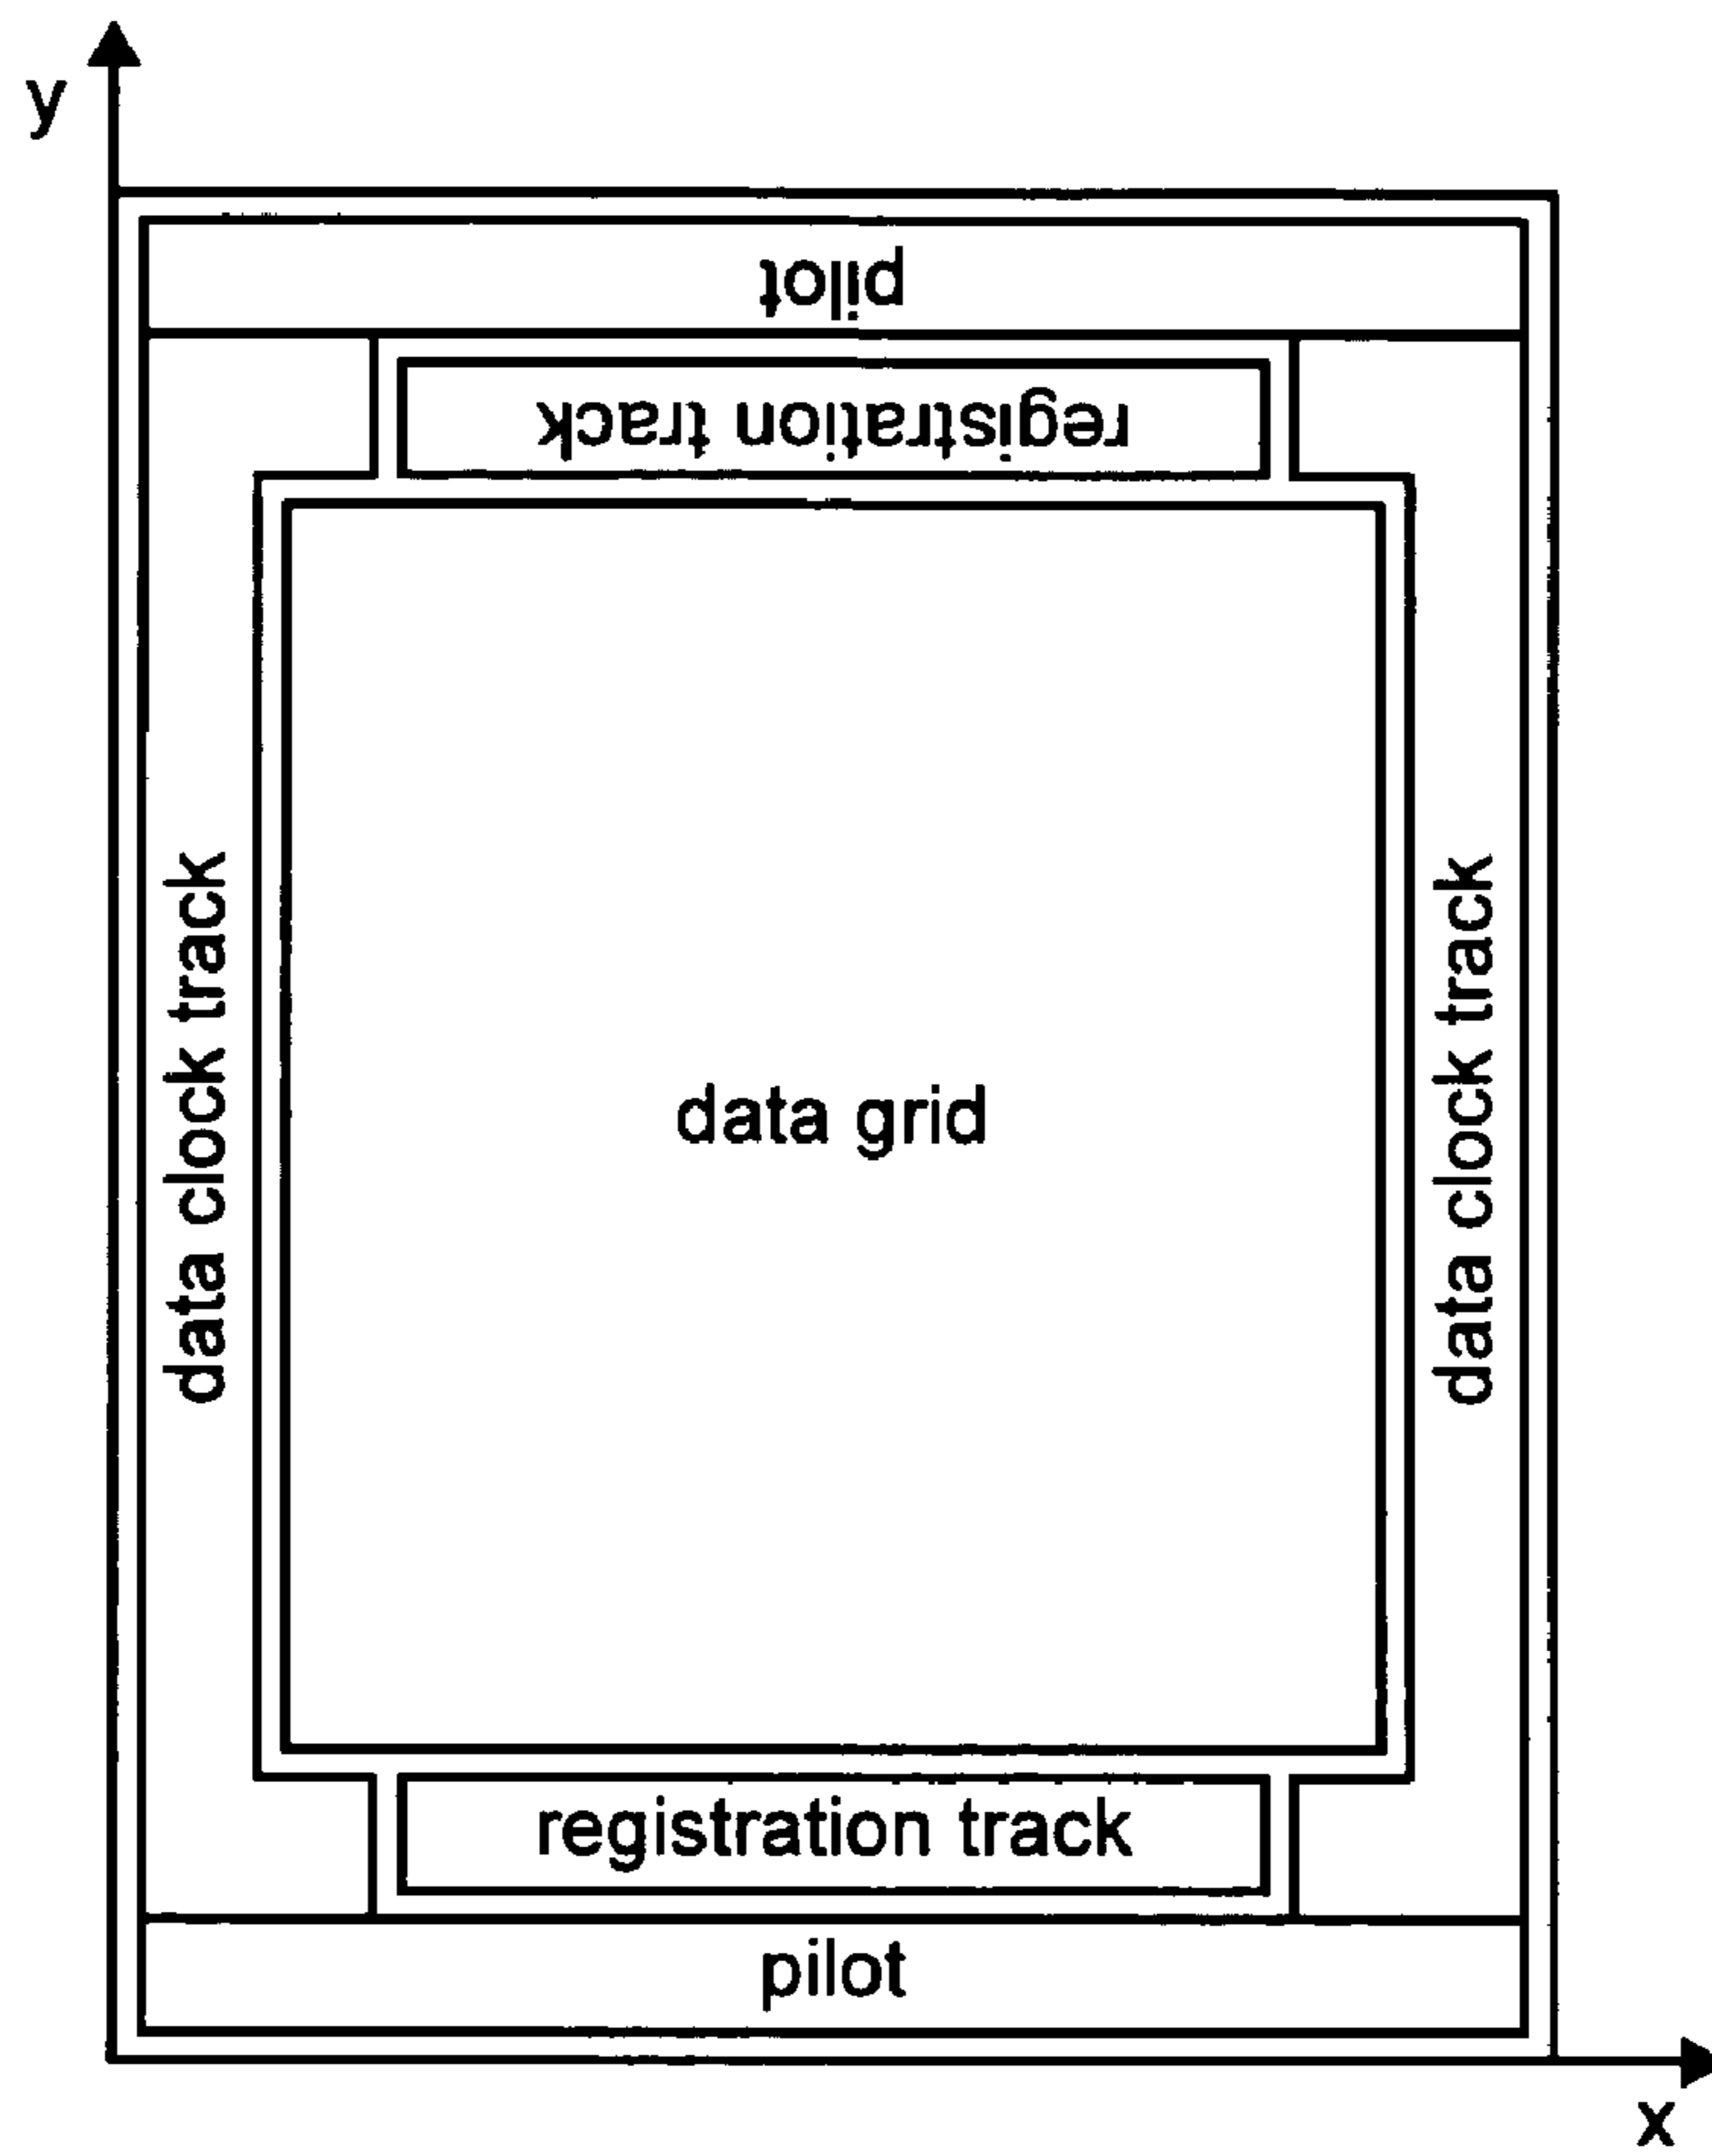 y
pilot
registration track
data clock track
data grid
data clock track
registration track
pilot
x